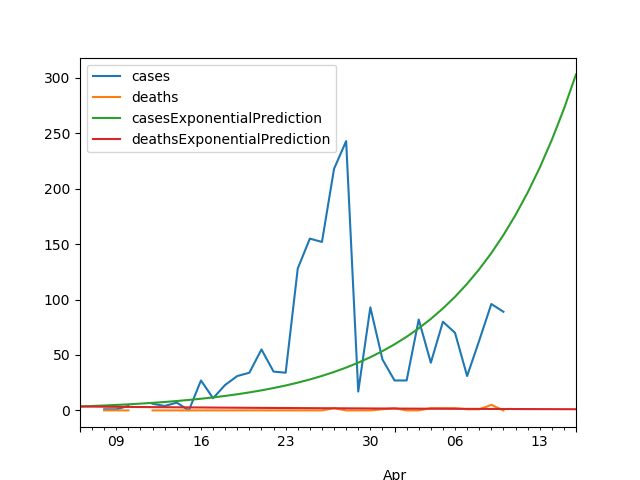 cases
deaths
casesExponentialPrediction
deathsExponentialPrediction
300
250
200
150
100
50
0
09 16 23 30 06 13
Apr